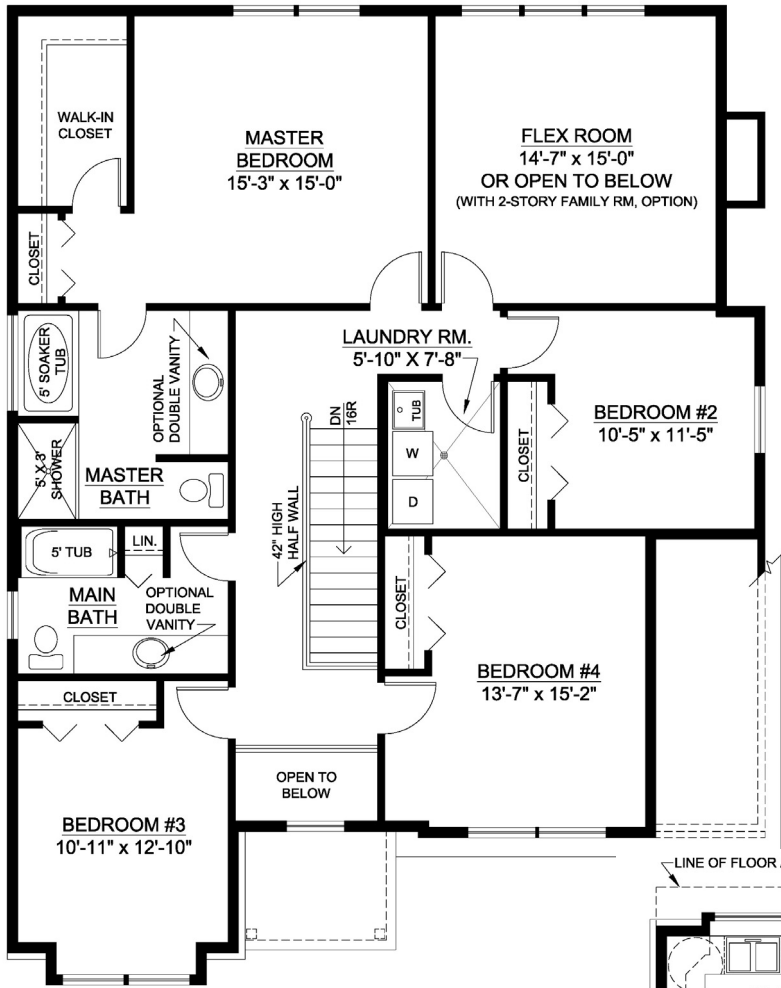 WALK-IN
CLOSET
MASTER
BEDROOM
15'-3" x 15'-0"
FLEX ROOM
14'-7" x 15'-0"
OR OPEN TO BELOW
(WITH 2-STORY FAMILY RM, OPTION)
CLOSET
5' SOAKER
TUB
OPTIONAL
DOUBLE VANITY
LAUNDRY RM.
5'-10" X 7'-8"
BEDROOM #2
10'-5" x 11'-5"
CLOSET
TUB
W
D
DN
16R
5' X 3'
SHOWER
MASTER
BATH
42" HIGH
HALF WALL
5' TUB
LIN.
MAIN
BATH
OPTIONAL
DOUBLE
VANITY
CLOSET
BEDROOM #4
13'-7" x 15'-2"
CLOSET
OPEN TO
BELOW
BEDROOM #3
10'-11" x 12'-10"
LINE OF FLOOR